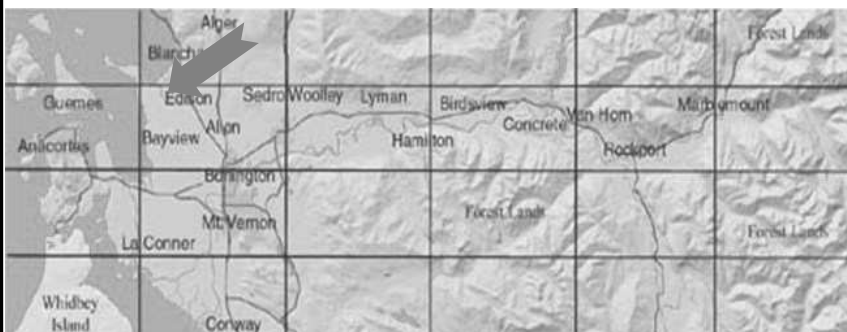 Alger
Blancha
Forest Lands
Guemes
Edison
Sedro Woolley
Lyman
Birdsview
Marblemount
Concrete
Van Horn
Anacortes
Bayview
Allen
Hamilton
Rockport
Burlington
Mt. Vernon
Forest Lands
La Conner
Forest Lands
Whidbey
Island
Conway